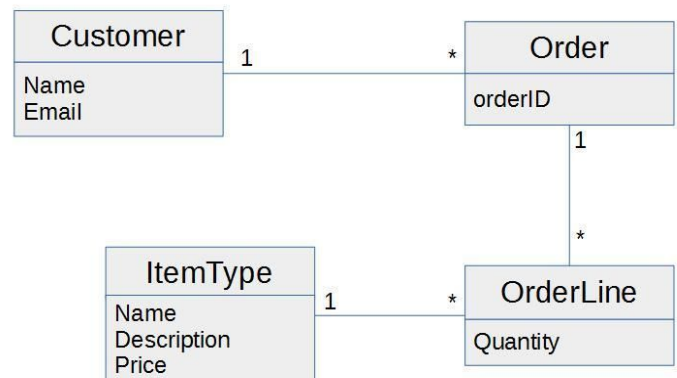 Customer
Name
Email
1
*
Order
orderID
1
*
ItemType
Name
Description
Price
1
*
OrderLine
Quantity